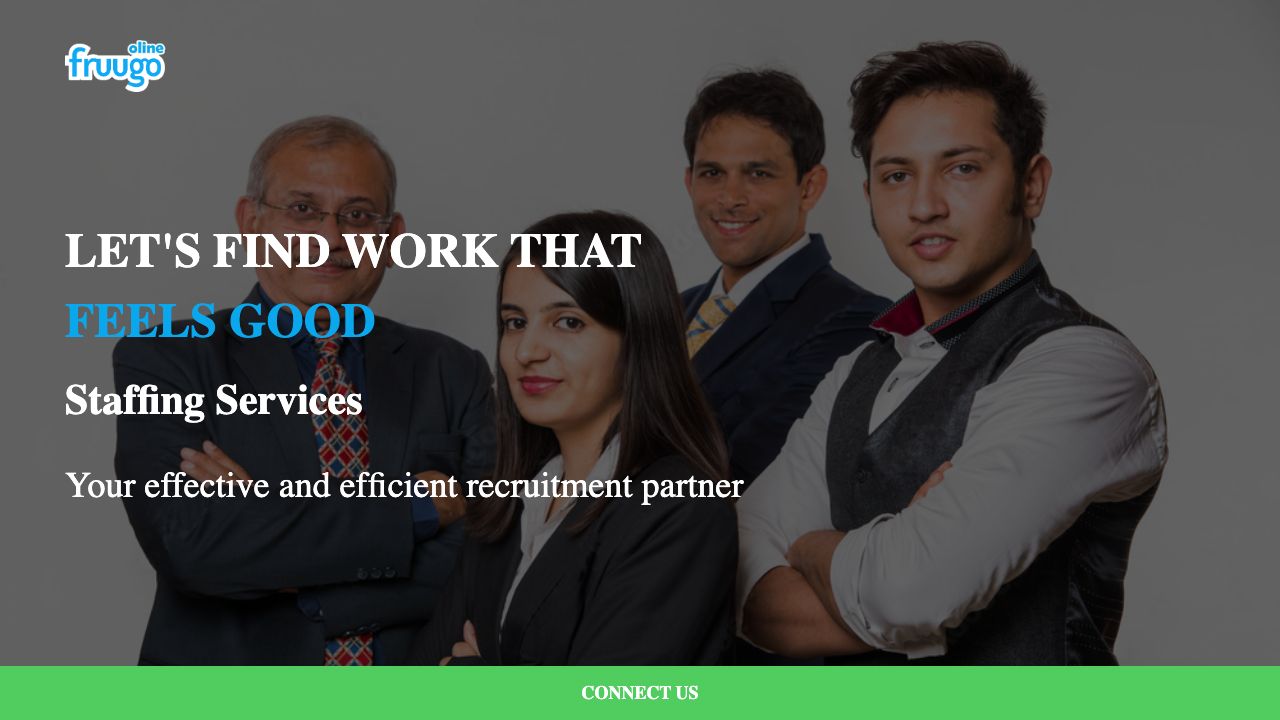 oline
fruugo
LET'S FIND WORK THAT
FEELS GOOD
Staffing Services
Your effective and efficient recruitment partner
CONNECT US